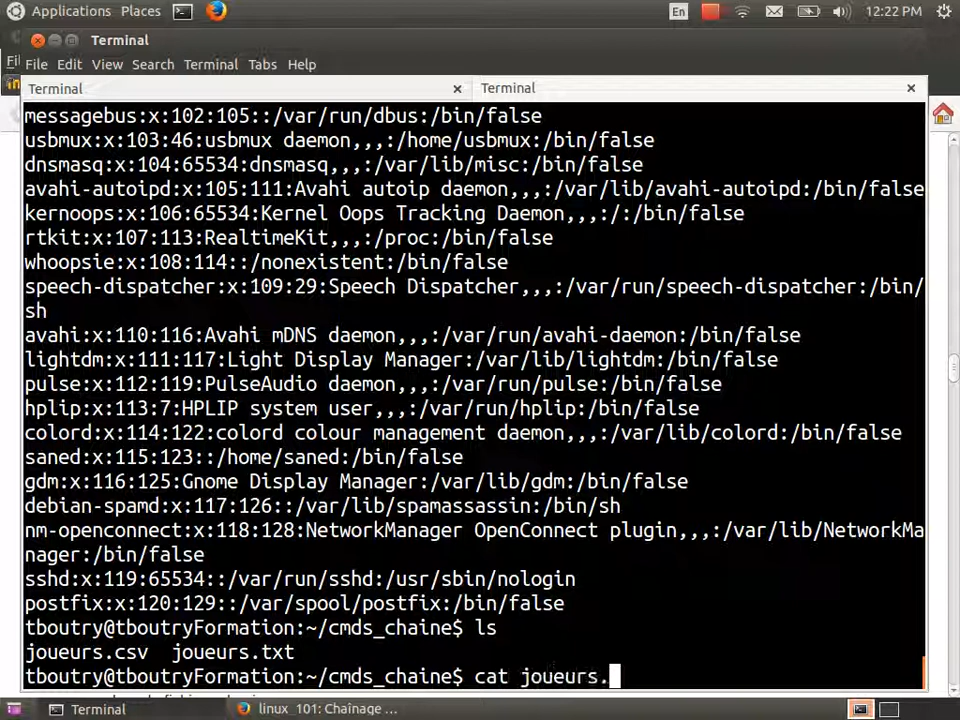 Applications Places En 12:22 PM
Terminal
File Edit View Search Terminal Tabs Help
Terminal × Terminal ×
messagebus:x:102:105::/var/run/dbus:/bin/false
usbmux:x:103:46:usbmux daemon,,,:/home/usbmux:/bin/false
dnsmasq:x:104:65534:dnsmasq,,,:/var/lib/misc:/bin/false
avahi-autoipd:x:105:111:Avahi autoip daemon,,,:/var/lib/avahi-autoipd:/bin/false
kernoops:x:106:65534:Kernel Oops Tracking Daemon,,,:/:/bin/false
rtkit:x:107:113:RealtimeKit,,,:/proc:/bin/false
whoopsie:x:108:114::/nonexistent:/bin/false
speech-dispatcher:x:109:29:Speech Dispatcher,,,:/var/run/speech-dispatcher:/bin/
sh
avahi:x:110:116:Avahi mDNS daemon,,,:/var/run/avahi-daemon:/bin/false
lightdm:x:111:117:Light Display Manager:/var/lib/lightdm:/bin/false
pulse:x:112:119:PulseAudio daemon,,,:/var/run/pulse:/bin/false
hplip:x:113:7:HPLIP system user,,,:/var/run/hplip:/bin/false
colord:x:114:122:colord colour management daemon,,,:/var/lib/colord:/bin/false
saned:x:115:123::/home/saned:/bin/false
gdm:x:116:125:Gnome Display Manager:/var/lib/gdm:/bin/false
debian-spamd:x:117:126::/var/lib/spamassassin:/bin/sh
nm-openconnect:x:118:128:NetworkManager OpenConnect plugin,,,:/var/lib/NetworkMa
nager:/bin/false
sshd:x:119:65534::/var/run/sshd:/usr/sbin/nologin
postfix:x:120:129::/var/spool/postfix:/bin/false
tboutry@tboutryFormation:~/cmds_chaine$ ls
joueurs.csv joueurs.txt
tboutry@tboutryFormation:~/cmds_chaine$ cat joueurs.
Terminal linux_101: Chaînage ...